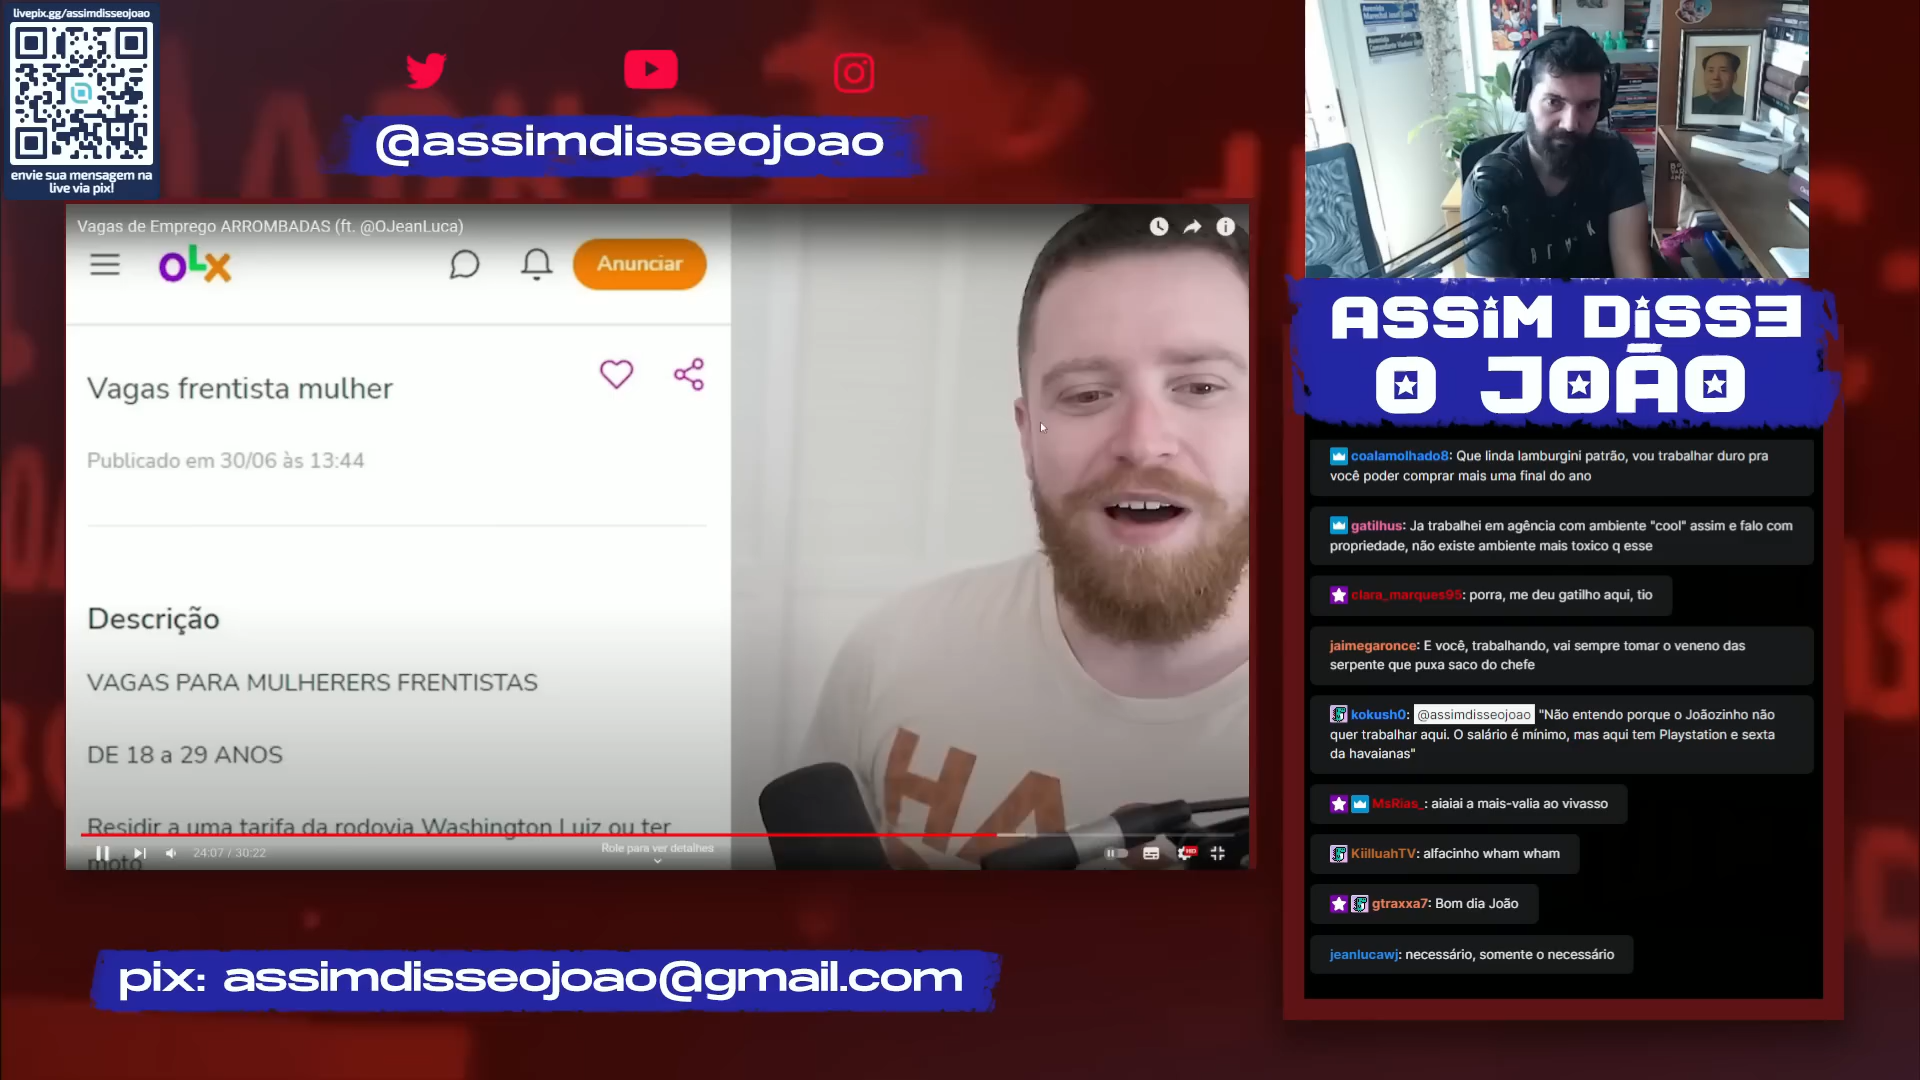 livepix.gg/assimdisseojoao
envie sua mensagem na
live via pix!
@assimdisseojoao
Vagas de Emprego ARROMBADAS (ft. @OJeanLuca)
OLX
Anunciar
Vagas frentista mulher
Publicado em 30/06 às 13:44
Descrição
VAGAS PARA MULHERERS FRENTISTAS
DE 18 a 29 ANOS
Residir a uma tarifa da rodovia Washington Luiz ou ter
moto
24:07 / 30:22
Role para ver detalhes
HD
HA
pix: assimdisseojoao@gmail.com
ASSIM DISSE
O JOÃO
coalamolhado8: Que linda lamburgini patrão, vou trabalhar duro pra
você poder comprar mais uma final do ano
gatilhus: Ja trabalhei em agência com ambiente "cool" assim e falo com
propriedade, não existe ambiente mais toxico q esse
clara_marques95: porra, me deu gatilho aqui, tio
jaimegaronce: E você, trabalhando, vai sempre tomar o veneno das
serpente que puxa saco do chefe
kokush0: @assimdisseojoao "Não entendo porque o Joãozinho não
quer trabalhar aqui. O salário é mínimo, mas aqui tem Playstation e sexta
da havaianas"
MsRias_: aiaiai a mais-valia ao vivasso
KiilluahTV: alfacinho wham wham
gtraxxa7: Bom dia João
jeanlucawj: necessário, somente o necessário